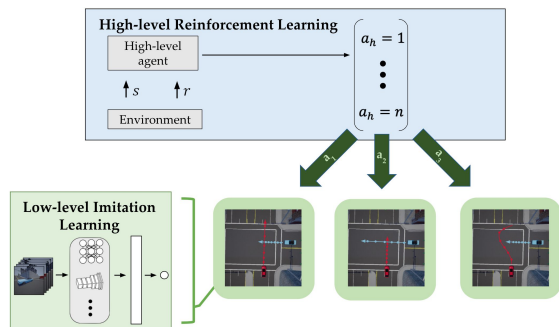 High-level Reinforcement Learning
High-level
agent
s
r
Environment
a_h = 1
a_h = n
a_1
a_2
a_3
Low-level Imitation
Learning